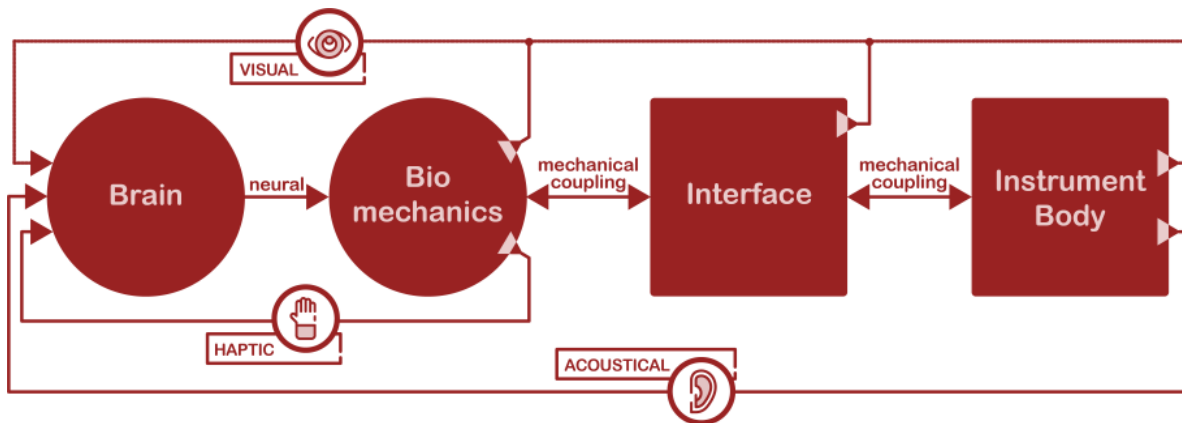 VISUAL
Brain
neural
Bio
mechanics
mechanical
coupling
Interface
mechanical
coupling
Instrument
Body
HAPTIC
ACOUSTICAL